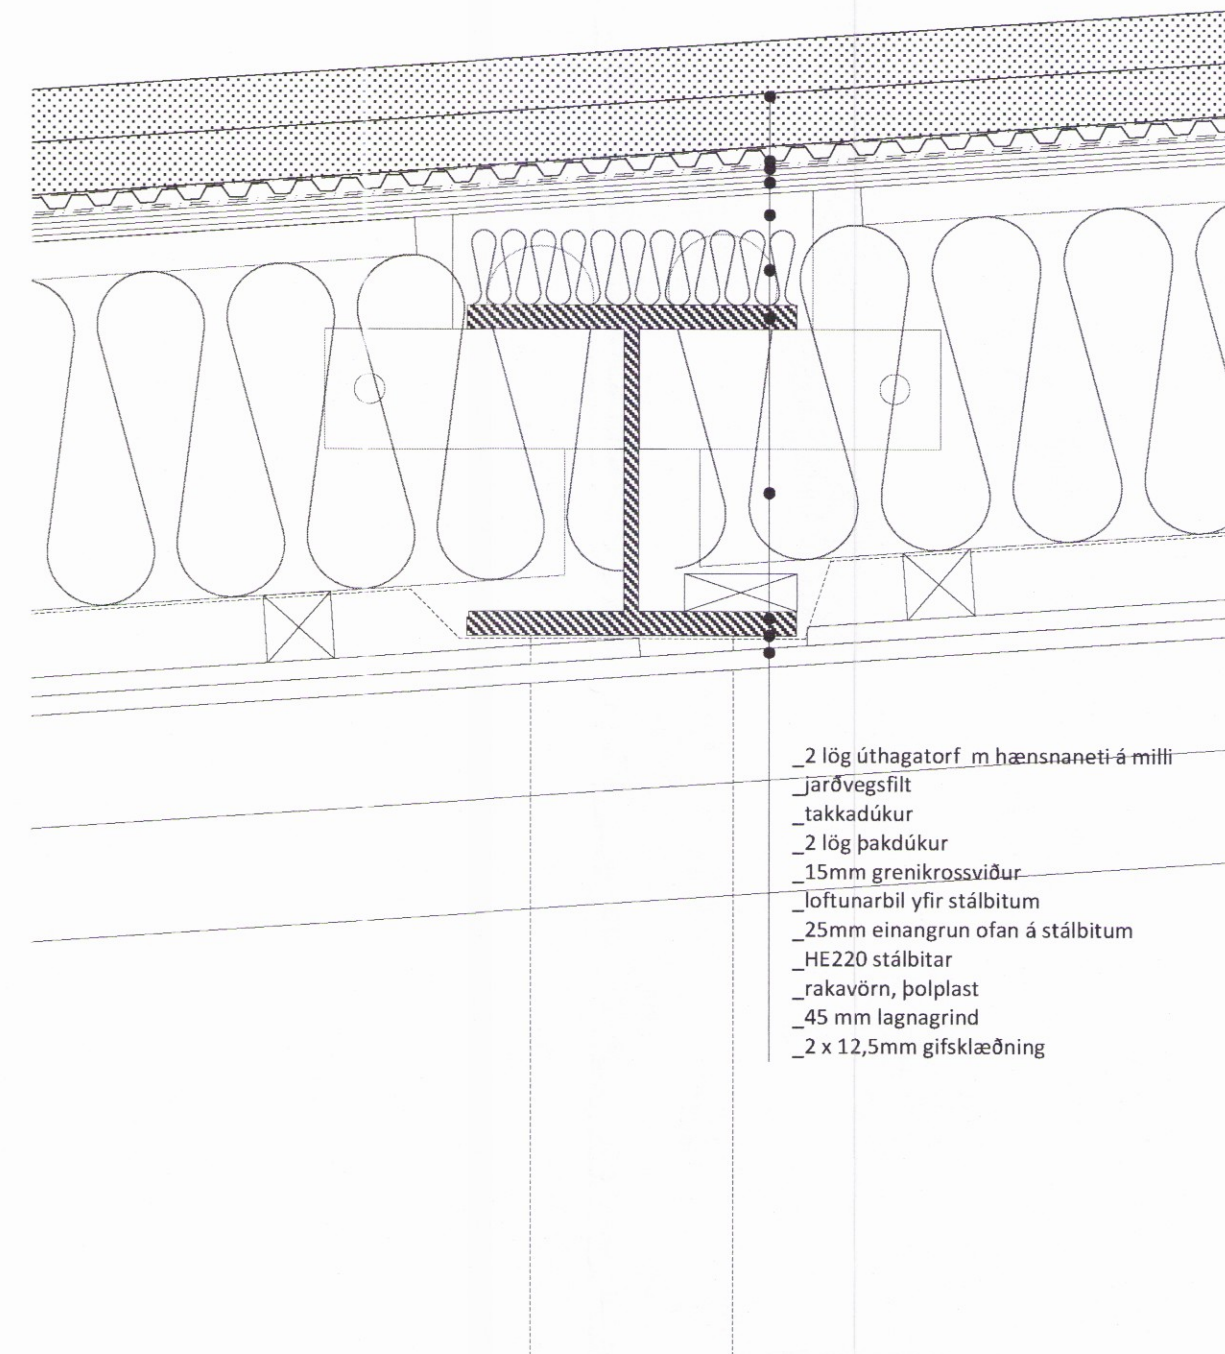 _2 lög úthagatorf  m hænsnaneti á milli
_jarðvegsfilt
_takkadúkur
_2 lög þakdúkur
_15mm grenikrossviður
_loftunarbil yfir stálbitum
_25mm einangrun ofan á stálbitum
_HE220 stálbitar
_rakavörn, þolplast
_45 mm lagnagrind
_2 x 12,5mm gifsklæðning